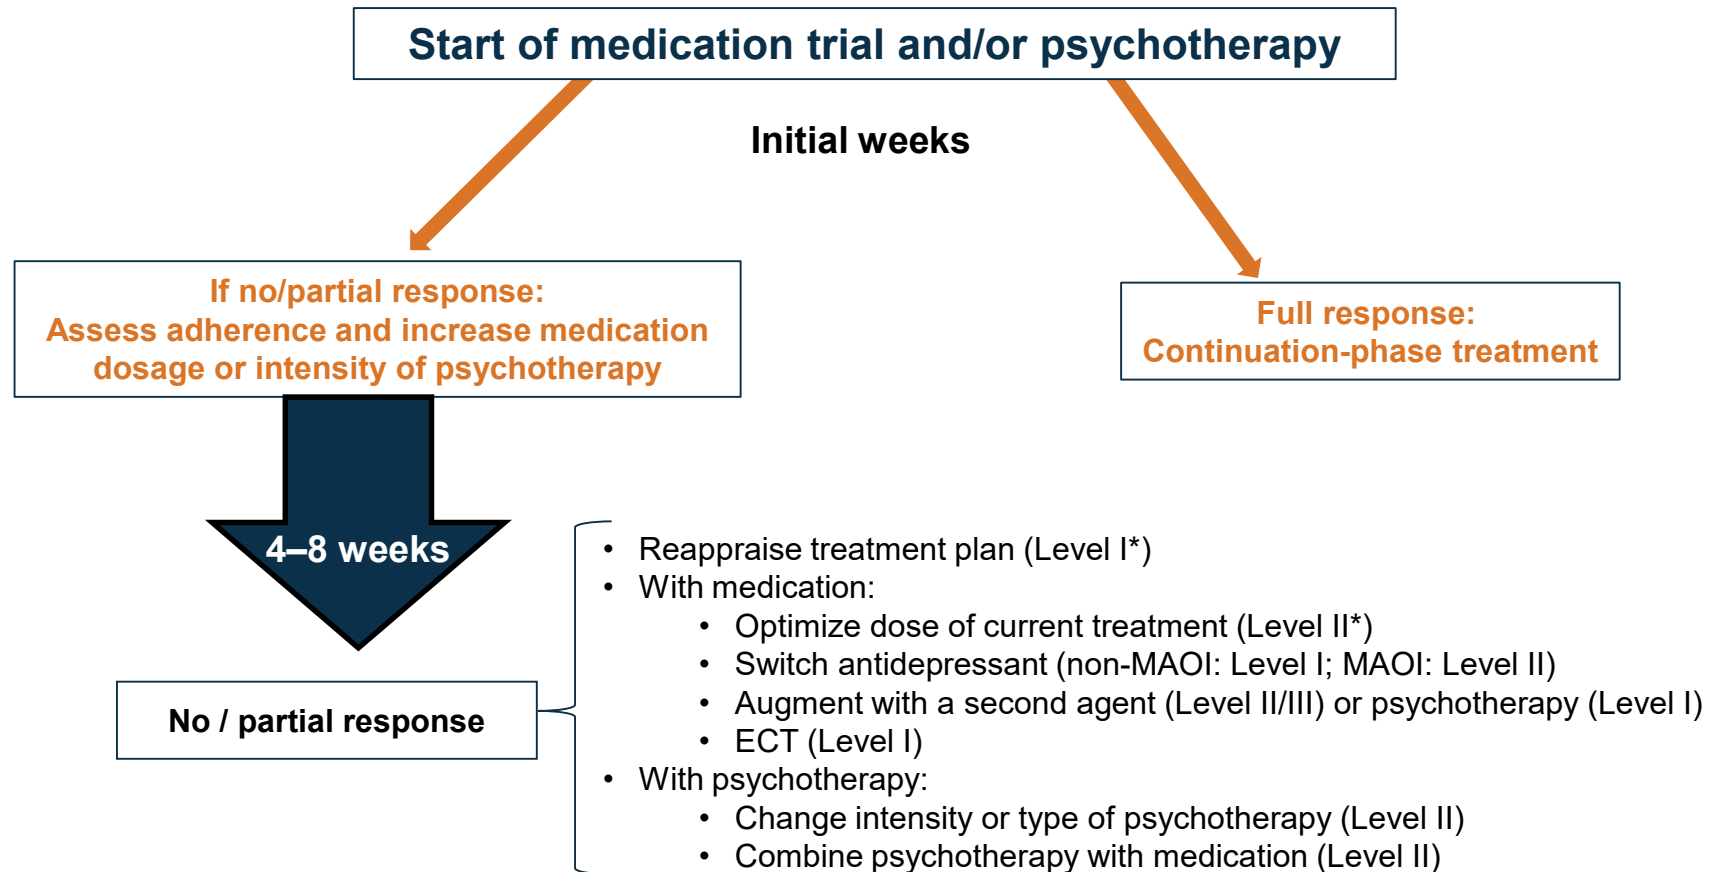 Start of medication trial and/or psychotherapy
Initial weeks
If no/partial response:
Assess adherence and increase medication
dosage or intensity of psychotherapy
Full response:
Continuation-phase treatment
4–8 weeks
No / partial response
• Reappraise treatment plan (Level I*)
• With medication:
• Optimize dose of current treatment (Level II*)
• Switch antidepressant (non-MAOI: Level I; MAOI: Level II)
• Augment with a second agent (Level II/III) or psychotherapy (Level I)
• ECT (Level I)
• With psychotherapy:
• Change intensity or type of psychotherapy (Level II)
• Combine psychotherapy with medication (Level II)